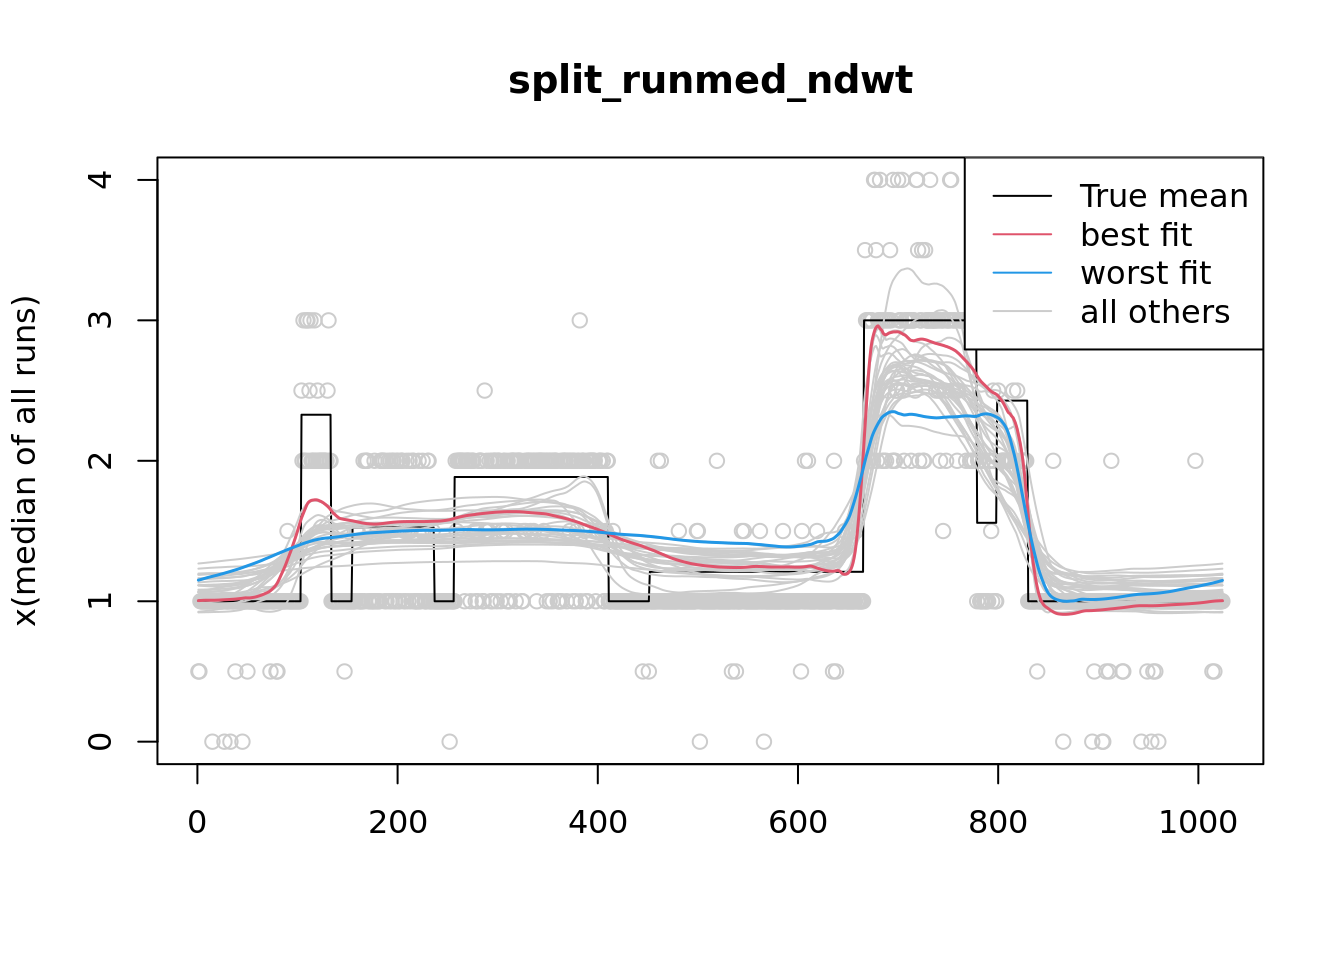 split_runmed_ndwt
x(median of all runs)
4
3
2
1
0
True mean
best fit
worst fit
all others
0 200 400 600 800 1000